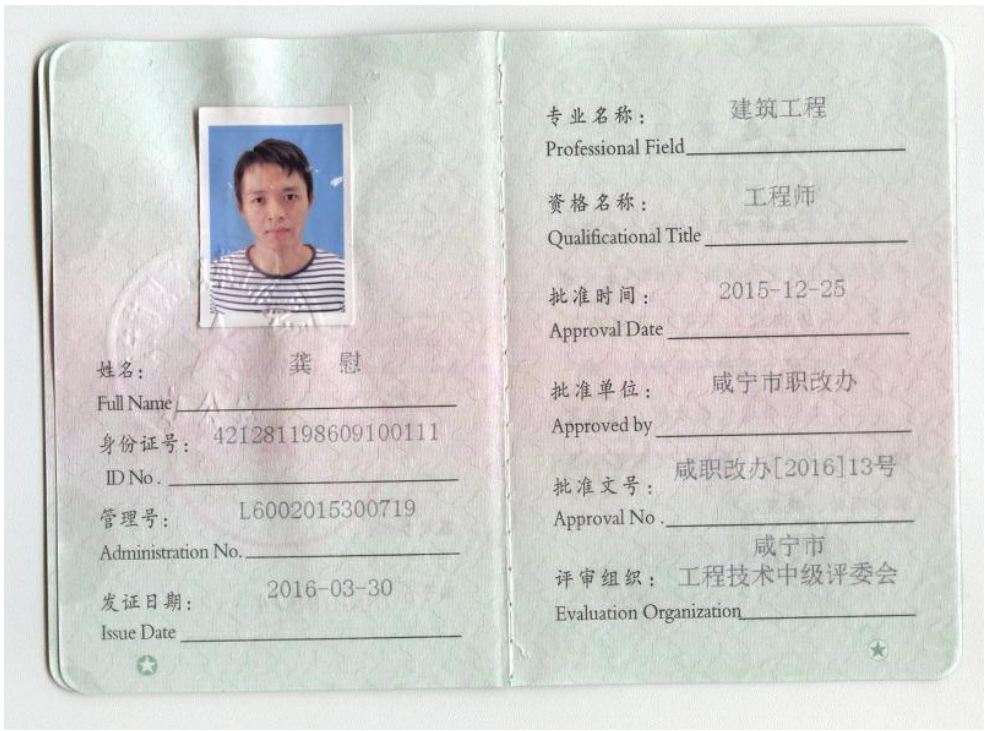 姓名： 龚 慰
Full Name
身份证号： 421281198609100111
ID No .
管理号： L6002015300719
Administration No.
发证日期： 2016-03-30
Issue Date
专业名称： 建筑工程
Professional Field
资格名称： 工程师
Qualificational Title
批准时间： 2015-12-25
Approval Date
批准单位： 咸宁市职改办
Approved by
批准文号： 咸职改办[2016]13号
Approval No .
咸宁市
评审组织： 工程技术中级评委会
Evaluation Organization